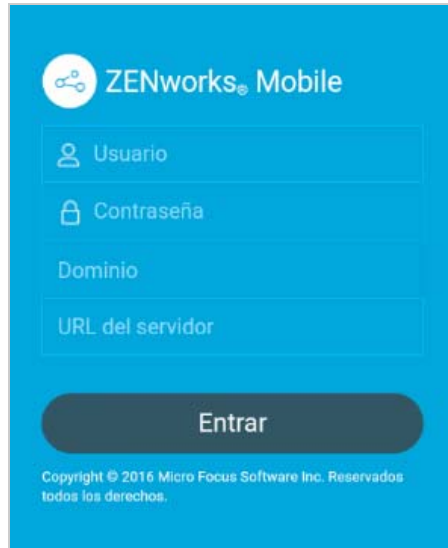 ZENworks® Mobile
Usuario
Contraseña
Dominio
URL del servidor
Entrar
Copyright © 2016 Micro Focus Software Inc. Reservados
todos los derechos.